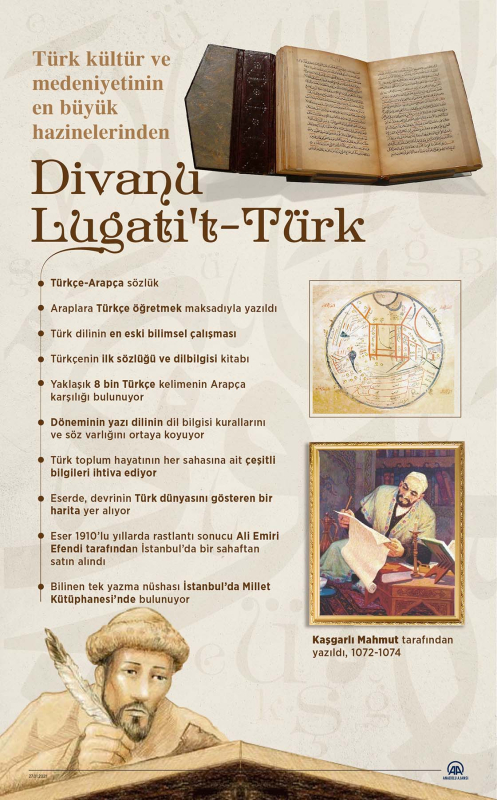 Türk kültür ve
medeniyetinin
en büyük
hazinelerinden
Divanu
Lugati't-Türk
Türkçe-Arapça sözlük
Araplara Türkçe öğretmek maksadıyla yazıldı
Türk dilinin en eski bilimsel çalışması
Türkçenin ilk sözlüğü ve dilbilgisi kitabı
Yaklaşık 8 bin Türkçe kelimenin Arapça
karşılığı bulunuyor
Döneminin yazı dilinin dil bilgisi kurallarını
ve söz varlığını ortaya koyuyor
Türk toplum hayatının her sahasına ait çeşitli
bilgileri ihtiva ediyor
Eserde, devrinin Türk dünyasını gösteren bir
harita yer alıyor
Eser 1910'lu yıllarda rastlantı sonucu Ali Emiri
Efendi tarafından İstanbul'da bir sahaftan
satın alındı
Bilinen tek yazma nüshası İstanbul'da Millet
Kütüphanesi'nde bulunuyor
Kaşgarlı Mahmut tarafından
yazıldı, 1072-1074
AA
ANADOLU AJANSI